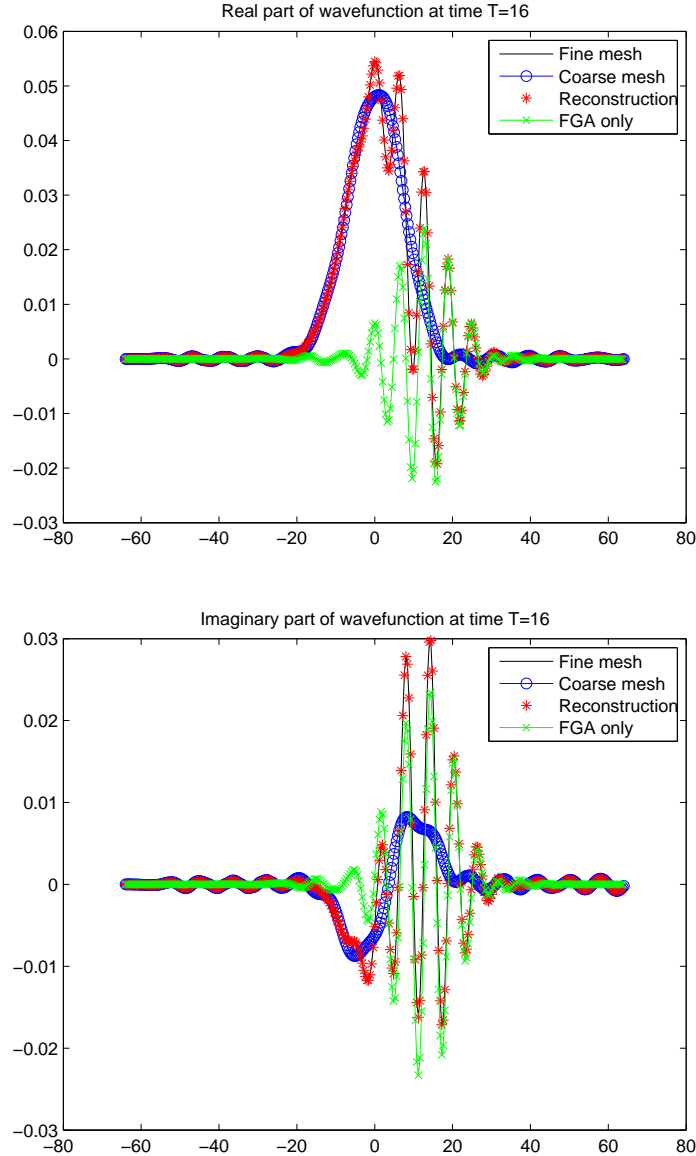 Real part of wavefunction at time T=16
0.06
0.05
0.04
0.03
0.02
0.01
0
−0.01
−0.02
−0.03
−80 −60 −40 −20 0 20 40 60 80
Fine mesh
Coarse mesh
Reconstruction
FGA only
Imaginary part of wavefunction at time T=16
0.03
0.02
0.01
0
−0.01
−0.02
−0.03
−80 −60 −40 −20 0 20 40 60 80
Fine mesh
Coarse mesh
Reconstruction
FGA only